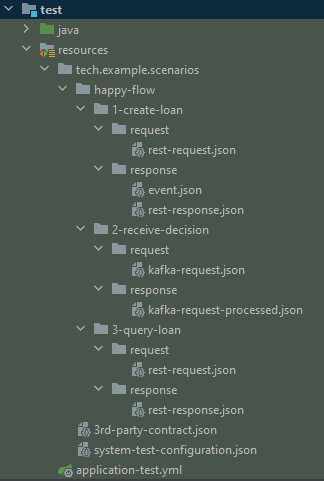 test
java
resources
tech.example.scenarios
happy-flow
1-create-loan
request
rest-request.json
response
event.json
rest-response.json
2-receive-decision
request
kafka-request.json
response
kafka-request-processed.json
3-query-loan
request
rest-request.json
response
rest-response.json
3rd-party-contract.json
system-test-configuration.json
application-test.yml